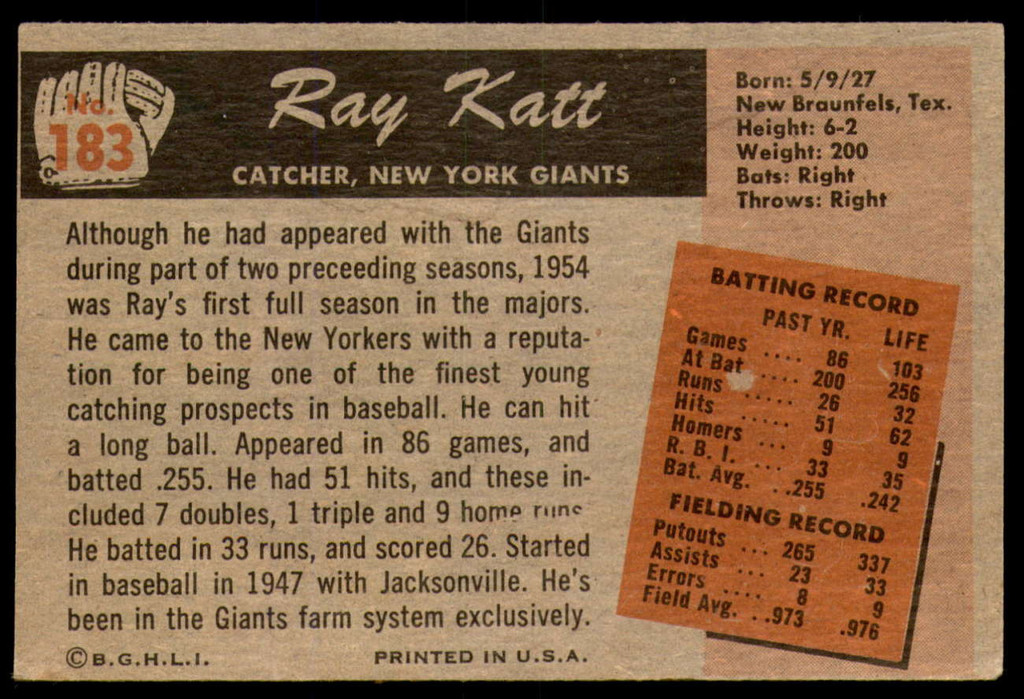 No.
183
Ray Katt
CATCHER, NEW YORK GIANTS
Born: 5/9/27
New Braunfels, Tex.
Height: 6-2
Weight: 200
Bats: Right
Throws: Right
Although he had appeared with the Giants
during part of two preceeding seasons, 1954
was Ray's first full season in the majors.
He came to the New Yorkers with a reputa-
tion for being one of the finest young
catching prospects in baseball. He can hit
a long ball. Appeared in 86 games, and
batted .255. He had 51 hits, and these in-
cluded 7 doubles, 1 triple and 9 home runs
He batted in 33 runs, and scored 26. Started
in baseball in 1947 with Jacksonville. He's
been in the Giants farm system exclusively.
BATTING RECORD
PAST YR. LIFE
Games .... 86 103
At Bat .... 200 256
Runs ..... 26 32
Hits ..... 51 62
Homers ... 9 9
R. B. I. ... 33 35
Bat. Avg. ..255 .242
FIELDING RECORD
Putouts ... 265 337
Assists ... 23 33
Errors ... 8 9
Field Avg. ..973 .976
© B.G.H.L.I. PRINTED IN U.S.A.